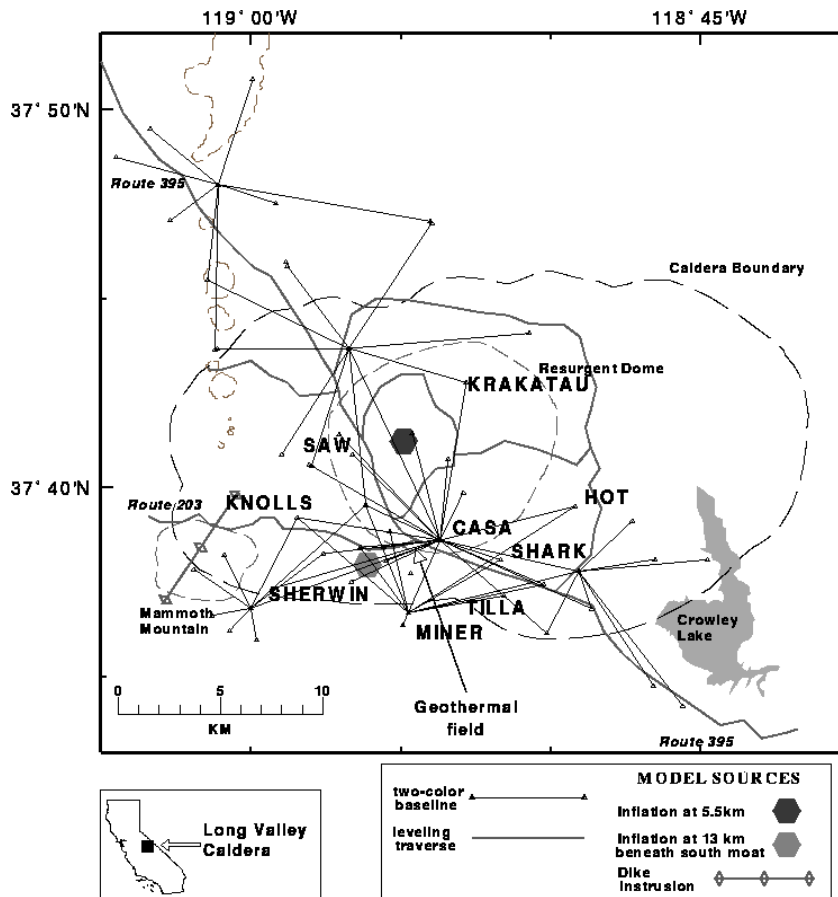 119° 00'W
118° 45'W
37° 50'N
Route 395
Caldera Boundary
Resurgent Dome
KRAKATAU
SAW
37° 40'N
KNOLLS
HOT
Route 203
CASA
SHARK
SHERWIN
TILLA
Mammoth
Mountain
MINER
Crowley
Lake
0 5 10
KM
Geothermal
field
Route 395
Long Valley
Caldera
two-color
baseline
leveling
traverse
MODEL SOURCES
Inflation at 5.5km
Inflation at 13 km
beneath south moat
Dike
Instrusion